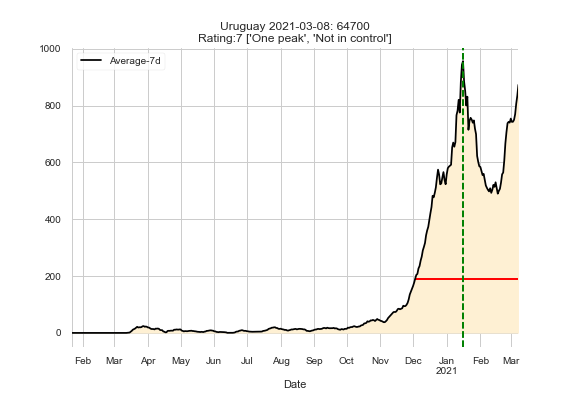 Uruguay 2021-03-08: 64700
Rating:7 ['One peak', 'Not in control']
Average-7d
1000
800
600
400
200
0
Feb Mar Apr May Jun Jul Aug Sep Oct Nov Dec Jan Feb Mar
2021
Date